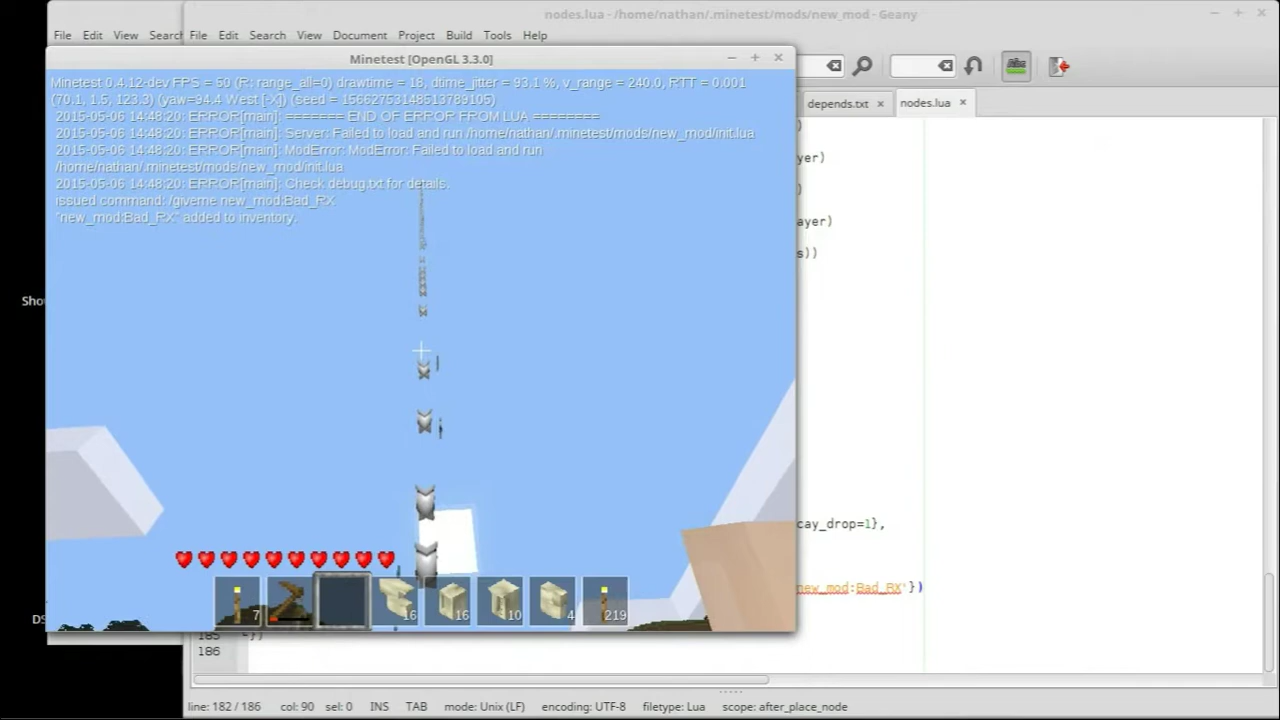 nodes.lua - /home/nathan/.minetest/mods/new_mod - Geany
File Edit View Search
File Edit Search View Document Project Build Tools Help
Minetest [OpenGL 3.3.0]
depends.txt
nodes.lua
Minetest 0.4.12-dev FPS = 59 (R: range_all=0) drawtime = 18, dtime_jitter = 93.1 %, v_range = 240.0, RTT = 0.001
(70.1, 1.5, 123.3) (yaw=94.4 West [-X]) (seed = 15662753148513789105)
2015-05-06 14:48:20: ERROR[main]: ======= END OF ERROR FROM LUA ========
2015-05-06 14:48:20: ERROR[main]: Server: Failed to load and run /home/nathan/.minetest/mods/new_mod/init.lua
2015-05-06 14:48:20: ERROR[main]: ModError: ModError: Failed to load and run
/home/nathan/.minetest/mods/new_mod/init.lua
2015-05-06 14:48:20: ERROR[main]: Check debug.txt for details.
issued command: /giveme new_mod:Bad_RX
"new_mod:Bad_RX" added to inventory.
)
ayer)
)
ayer)
s))
Sho
cay_drop=1},
new_mod:Bad_RX'})
7
16
16
10
4
219
DS
185 })
186
line: 182 / 186 col: 90 sel: 0 INS TAB mode: Unix (LF) encoding: UTF-8 filetype: Lua scope: after_place_node